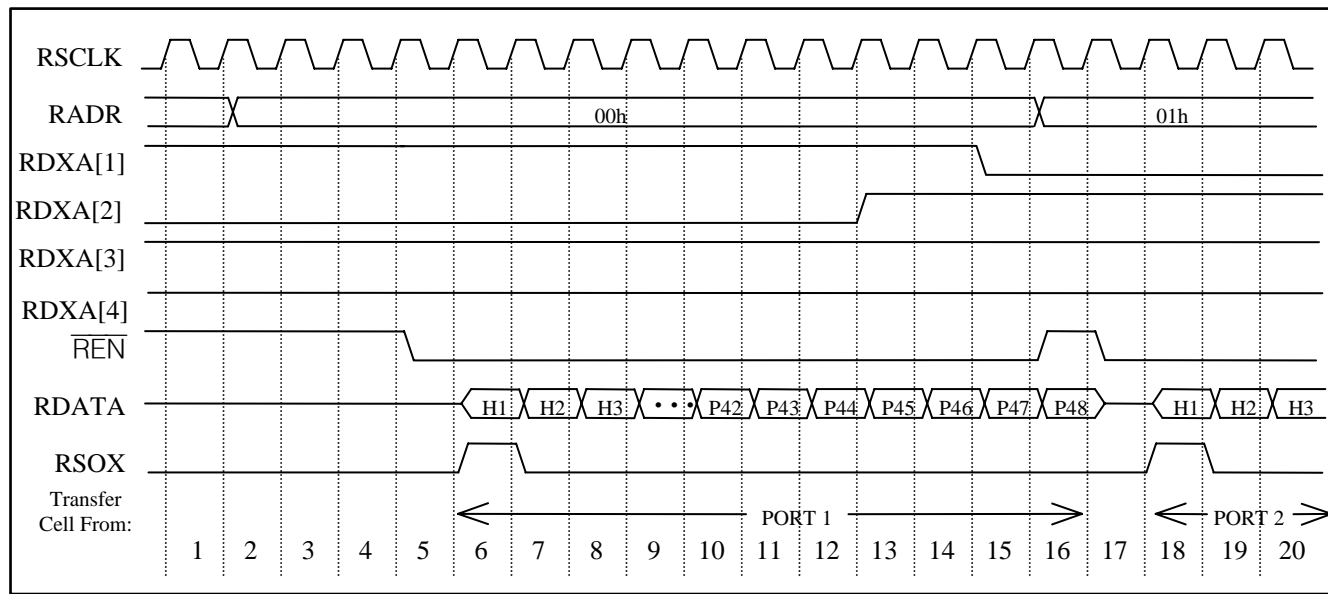 RSCLK
RADR 00h 01h
RDXA[1]
RDXA[2]
RDXA[3]
RDXA[4]
REN
RDATA H1 H2 H3 • • • P42 P43 P44 P45 P46 P47 P48 H1 H2 H3
RSOX
Transfer
Cell From: PORT 1 PORT 2
1 2 3 4 5 6 7 8 9 10 11 12 13 14 15 16 17 18 19 20